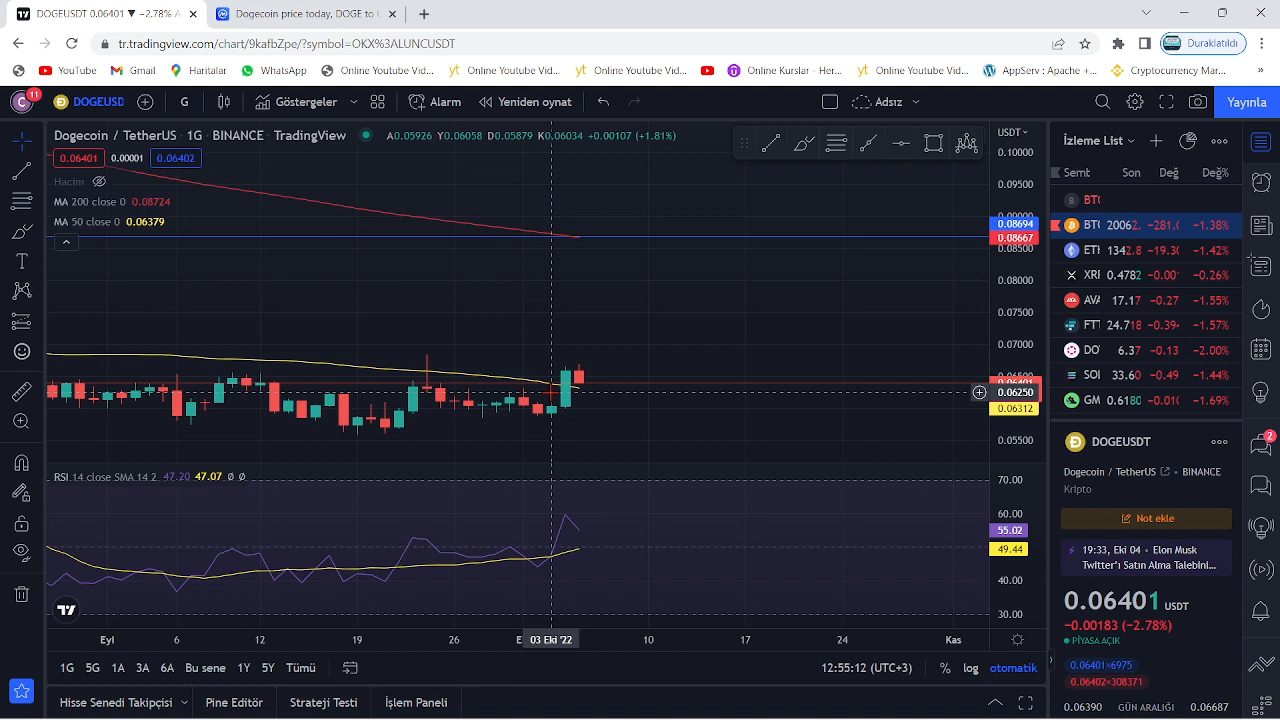 DOGEUSDT 0.06401 ▼ −2.78% A
Dogecoin price today, DOGE to U
tr.tradingview.com/chart/9kafbZpe/?symbol=OKX%3ALUNCUSDT
Duraklatıldı
YouTube
Gmail
Haritalar
WhatsApp
Online Youtube Vid...
Online Youtube Vid...
Online Youtube Vid...
Online Kurslar - Her...
Online Youtube Vid...
AppServ : Apache +...
Cryptocurrency Mar...
»
C 11
DOGEUSD
G
Göstergeler
Alarm
Yeniden oynat
Adsız
Yayınla
Dogecoin / TetherUS · 1G · BINANCE · TradingView
A0.05926 Y0.06058 D0.05879 K0.06034 +0.00107 (+1.81%)
0.06401 0.00001 0.06402
Hacim
MA 200 close 0 0.08724
MA 50 close 0 0.06379
USDT
0.10000
0.09500
0.08694
0.08667
0.08500
0.08000
0.07500
0.07000
0.06250
0.06312
0.05500
RSI 14 close SMA 14 2 47.20 47.07 Ø Ø
70.00
60.00
55.02
49.44
40.00
30.00
Eyl
6
12
19
26
03 Eki '22
10
17
24
Kas
1G 5G 1A 3A 6A Bu sene 1Y 5Y Tümü
12:55:12 (UTC+3)
% log otomatik
Hisse Senedi Takipçisi
Pine Editör
Strateji Testi
İşlem Paneli
İzleme List
Semt Son Değ Değ%
BTC
BTC 20062. −281.0 −1.38%
ETH 1342.8 −19.30 −1.42%
XRI 0.4782 −0.00 −0.26%
AVA 17.17 −0.27 −1.55%
FTT 24.718 −0.394 −1.57%
DO 6.37 −0.13 −2.00%
SOI 33.60 −0.49 −1.44%
GM 0.6180 −0.010 −1.69%
DOGEUSDT
Dogecoin / TetherUS • BINANCE
Kripto
Not ekle
19:33, Eki 04 • Elon Musk
Twitter'ı Satın Alma Talebini...
0.06401 USDT
−0.00183 (−2.78%)
PİYASA AÇIK
0.06401×6975
0.06402×308371
0.06390 GÜN ARALIĞI 0.06687
2